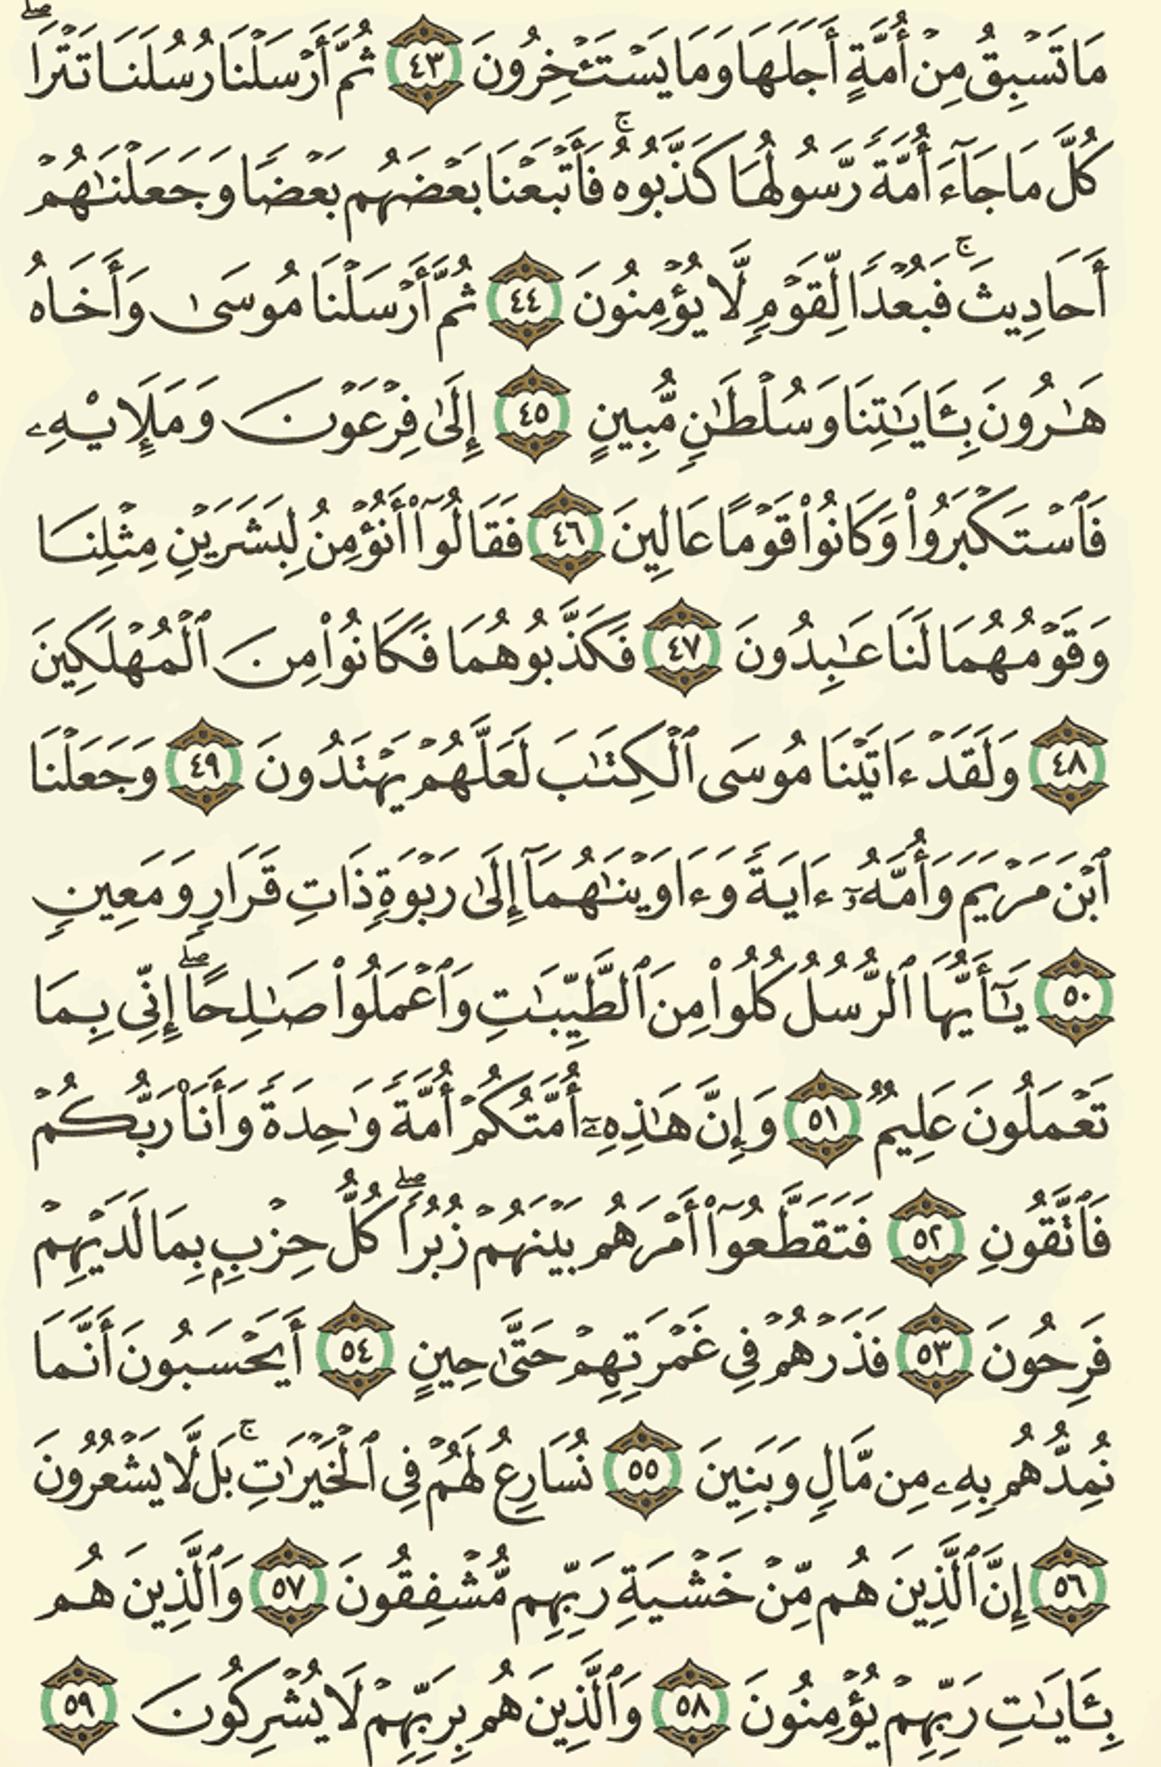 مَا تَسْبِقُ مِنْ أُمَّةٍ أَجَلَهَا وَمَا يَسْتَـْٔخِرُونَ ٤٣ ثُمَّ أَرْسَلْنَا رُسُلَنَا تَتْرَا ۖ
كُلَّ مَا جَآءَ أُمَّةً رَّسُولُهَا كَذَّبُوهُ ۚ فَأَتْبَعْنَا بَعْضَهُم بَعْضًا وَجَعَلْنَـٰهُمْ
أَحَادِيثَ ۚ فَبُعْدًا لِّقَوْمٍ لَّا يُؤْمِنُونَ ٤٤ ثُمَّ أَرْسَلْنَا مُوسَىٰ وَأَخَاهُ
هَـٰرُونَ بِـَٔايَـٰتِنَا وَسُلْطَـٰنٍ مُّبِينٍ ٤٥ إِلَىٰ فِرْعَوْنَ وَمَلَإِي۟هِۦ
فَٱسْتَكْبَرُوا۟ وَكَانُوا۟ قَوْمًا عَالِينَ ٤٦ فَقَالُوٓا۟ أَنُؤْمِنُ لِبَشَرَيْنِ مِثْلِنَا
وَقَوْمُهُمَا لَنَا عَـٰبِدُونَ ٤٧ فَكَذَّبُوهُمَا فَكَانُوا۟ مِنَ ٱلْمُهْلَكِينَ
٤٨ وَلَقَدْ ءَاتَيْنَا مُوسَى ٱلْكِتَـٰبَ لَعَلَّهُمْ يَهْتَدُونَ ٤٩ وَجَعَلْنَا
ٱبْنَ مَرْيَمَ وَأُمَّهُۥٓ ءَايَةً وَءَاوَيْنَـٰهُمَآ إِلَىٰ رَبْوَةٍ ذَاتِ قَرَارٍ وَمَعِينٍ
٥٠ يَـٰٓأَيُّهَا ٱلرُّسُلُ كُلُوا۟ مِنَ ٱلطَّيِّبَـٰتِ وَٱعْمَلُوا۟ صَـٰلِحًا ۖ إِنِّى بِمَا
تَعْمَلُونَ عَلِيمٌ ٥١ وَإِنَّ هَـٰذِهِۦٓ أُمَّتُكُمْ أُمَّةً وَٰحِدَةً وَأَنَا۠ رَبُّكُمْ
فَٱتَّقُونِ ٥٢ فَتَقَطَّعُوٓا۟ أَمْرَهُم بَيْنَهُمْ زُبُرًا ۖ كُلُّ حِزْبٍۭ بِمَا لَدَيْهِمْ
فَرِحُونَ ٥٣ فَذَرْهُمْ فِى غَمْرَتِهِمْ حَتَّىٰ حِينٍ ٥٤ أَيَحْسَبُونَ أَنَّمَا
نُمِدُّهُم بِهِۦ مِن مَّالٍ وَبَنِينَ ٥٥ نُسَارِعُ لَهُمْ فِى ٱلْخَيْرَٰتِ ۚ بَل لَّا يَشْعُرُونَ
٥٦ إِنَّ ٱلَّذِينَ هُم مِّنْ خَشْيَةِ رَبِّهِم مُّشْفِقُونَ ٥٧ وَٱلَّذِينَ هُم
بِـَٔايَـٰتِ رَبِّهِمْ يُؤْمِنُونَ ٥٨ وَٱلَّذِينَ هُم بِرَبِّهِمْ لَا يُشْرِكُونَ ٥٩